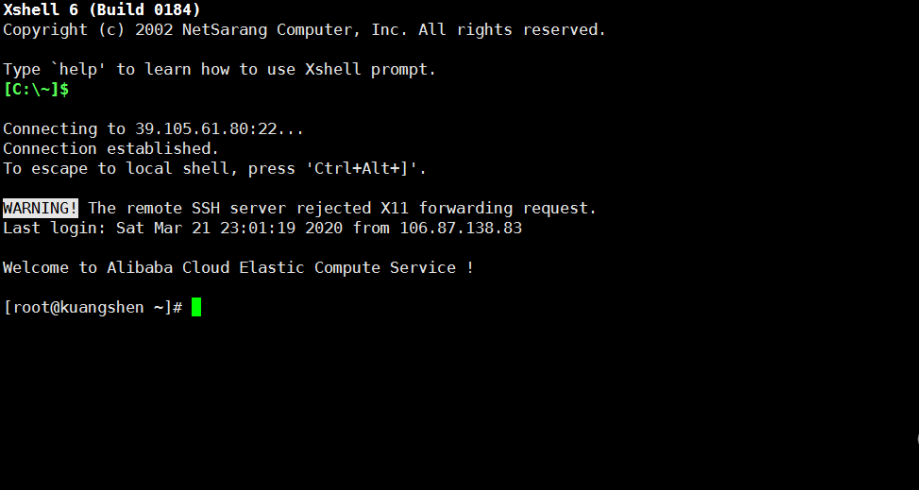 Xshell 6 (Build 0184)
Copyright (c) 2002 NetSarang Computer, Inc. All rights reserved.
Type `help' to learn how to use Xshell prompt.
[C:\~]$
Connecting to 39.105.61.80:22...
Connection established.
To escape to local shell, press 'Ctrl+Alt+]'.
WARNING! The remote SSH server rejected X11 forwarding request.
Last login: Sat Mar 21 23:01:19 2020 from 106.87.138.83
Welcome to Alibaba Cloud Elastic Compute Service !
[root@kuangshen ~]#